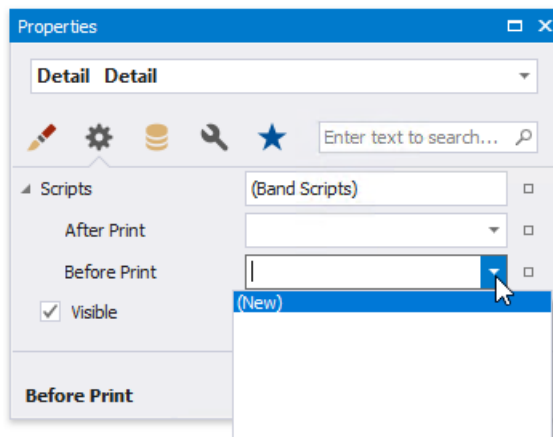 Properties
Detail Detail
Enter text to search...
Scripts (Band Scripts)
After Print
Before Print
(New)
Visible
Before Print